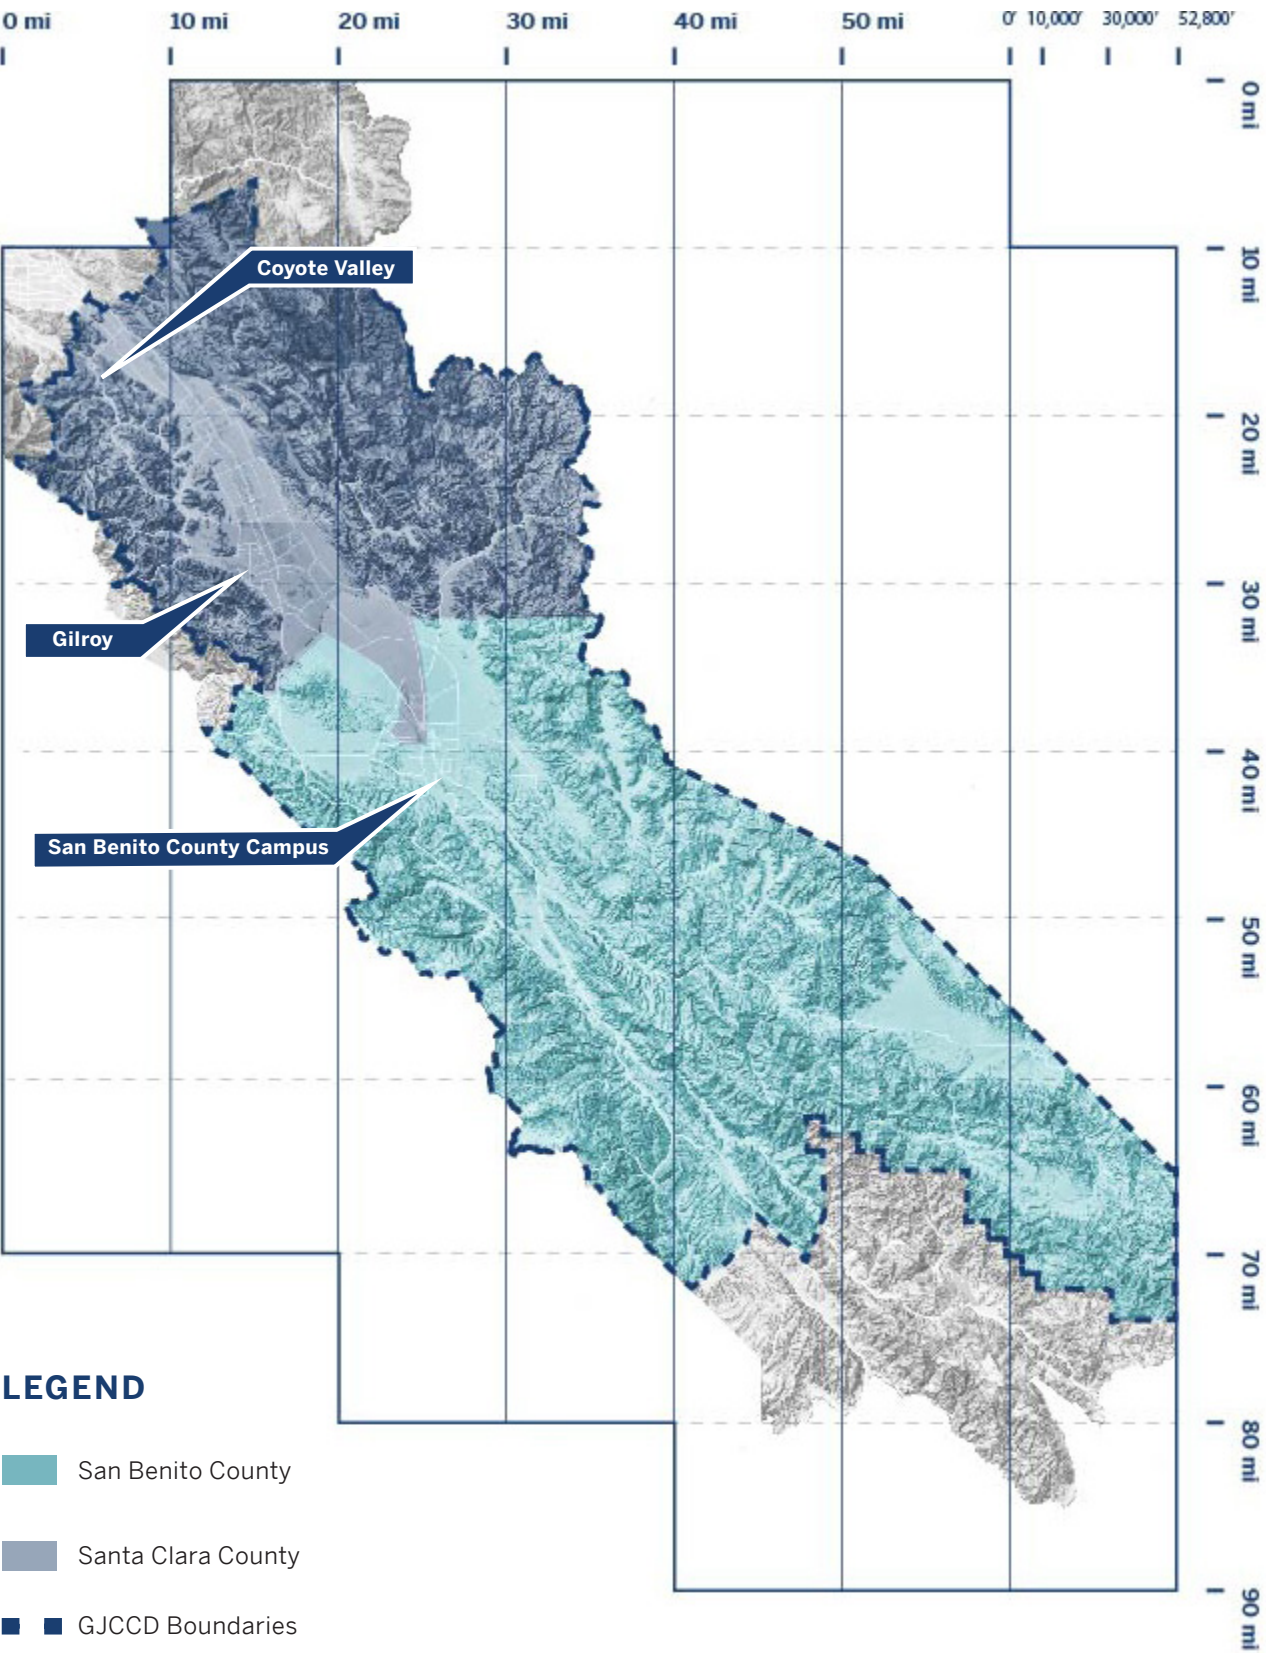 0 mi 10 mi 20 mi 30 mi 40 mi 50 mi 0' 10,000' 30,000' 52,800'
0 mi
10 mi
Coyote Valley
20 mi
30 mi
Gilroy
40 mi
San Benito County Campus
50 mi
60 mi
70 mi
LEGEND
80 mi
San Benito County
Santa Clara County
90 mi
GJCCD Boundaries